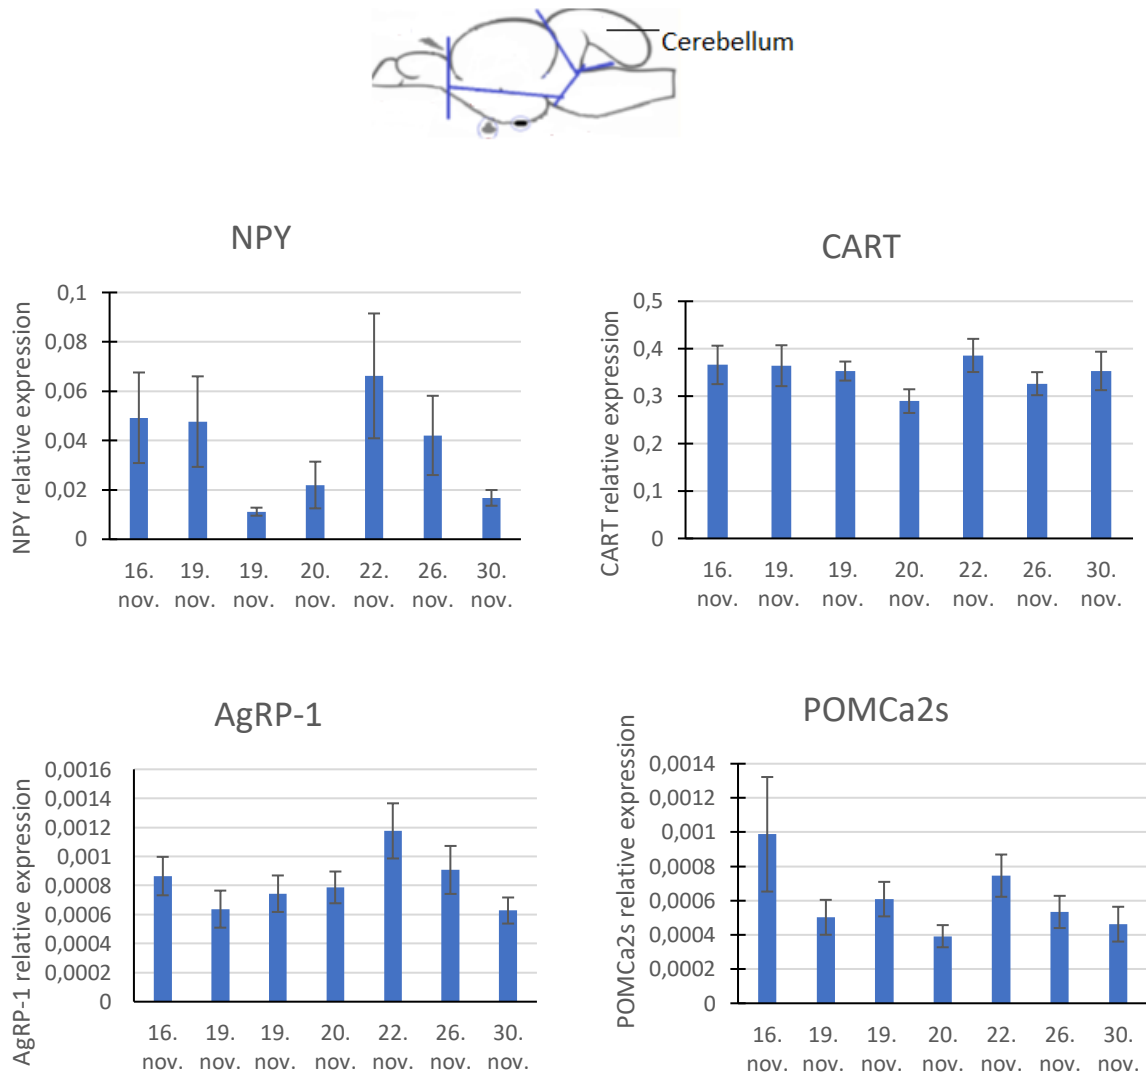 Cerebellum
NPY
NPY relative expression
0,1
0,08
0,06
0,04
0,02
0
16. 19. 19. 20. 22. 26. 30.
nov. nov. nov. nov. nov. nov. nov.
CART
CART relative expression
0,5
0,4
0,3
0,2
0,1
0
16. 19. 19. 20. 22. 26. 30.
nov. nov. nov. nov. nov. nov. nov.
AgRP-1
AgRP-1 relative expression
0,0016
0,0014
0,0012
0,001
0,0008
0,0006
0,0004
0,0002
0
16. 19. 19. 20. 22. 26. 30.
nov. nov. nov. nov. nov. nov. nov.
POMCa2s
POMCa2s relative expression
0,0014
0,0012
0,001
0,0008
0,0006
0,0004
0,0002
0
16. 19. 19. 20. 22. 26. 30.
nov. nov. nov. nov. nov. nov. nov.